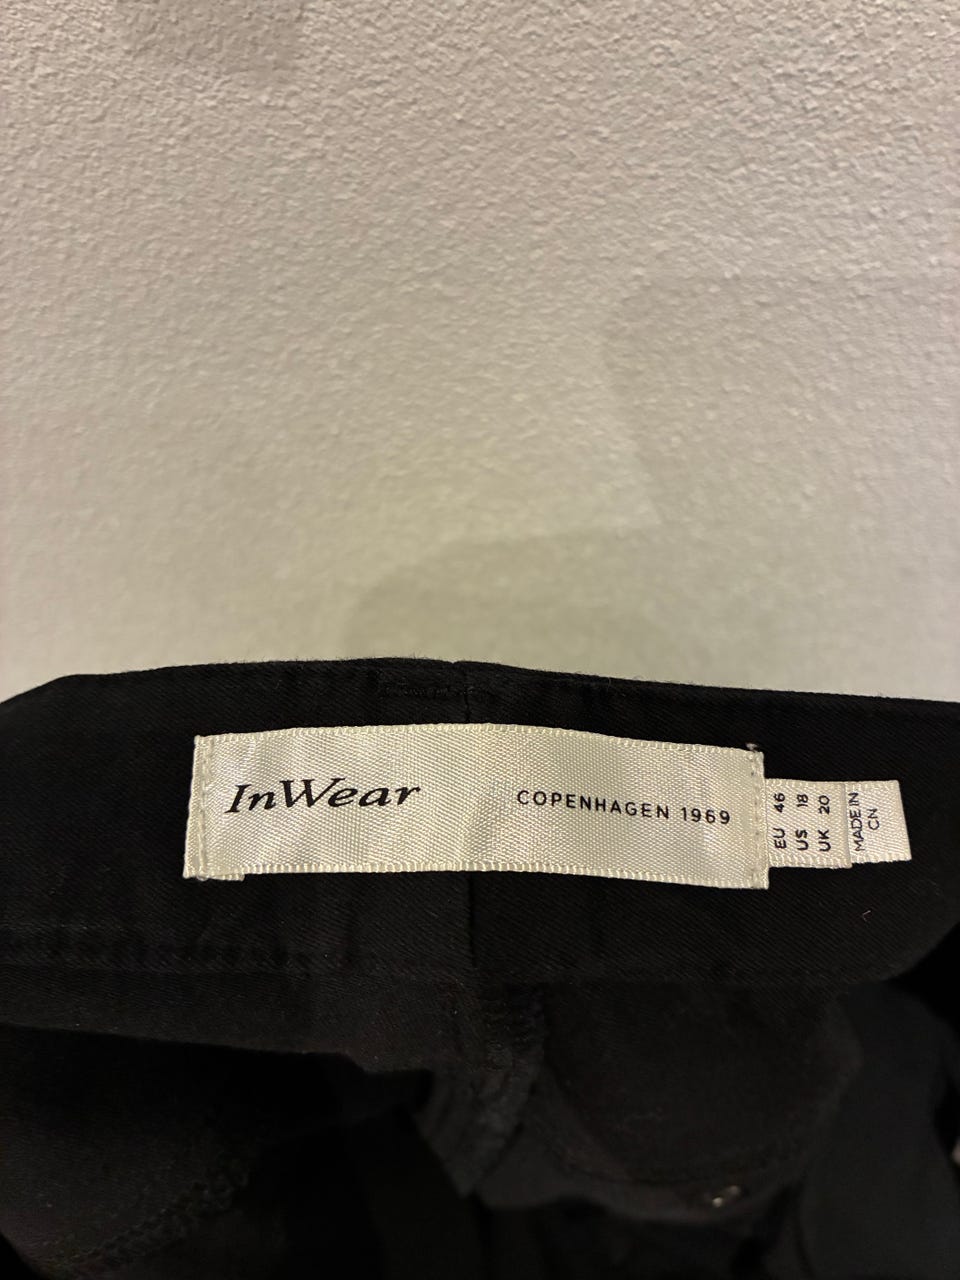 InWear
COPENHAGEN 1969
EU 46
US 18
UK 20
MADE IN
CN